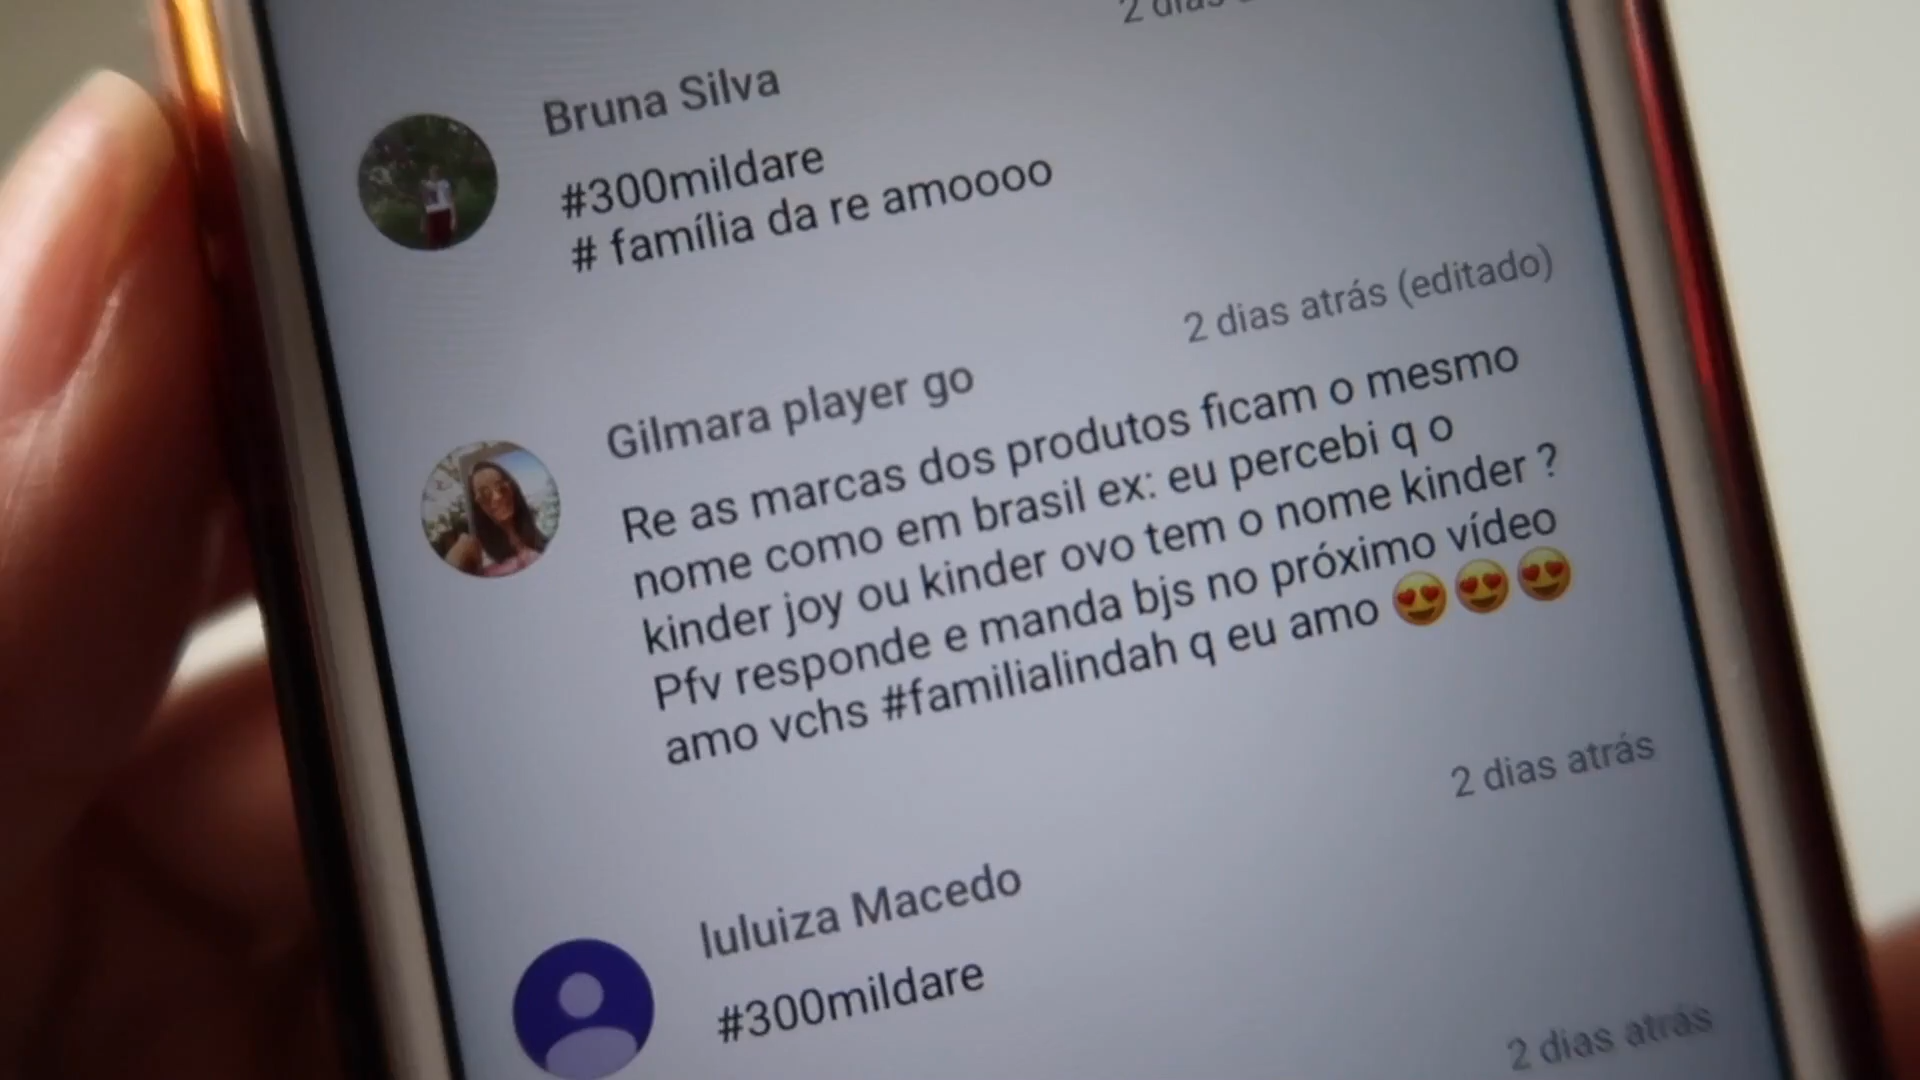 2 dias
Bruna Silva
#300mildare
# família da re amoooo
2 dias atrás (editado)
Gilmara player go
Re as marcas dos produtos ficam o mesmo
nome como em brasil ex: eu percebi q o
kinder joy ou kinder ovo tem o nome kinder ?
Pfv responde e manda bjs no próximo vídeo
amo vchs #familialindah q eu amo 😍😍😍
2 dias atrás
luluiza Macedo
#300mildare
2 dias atrás